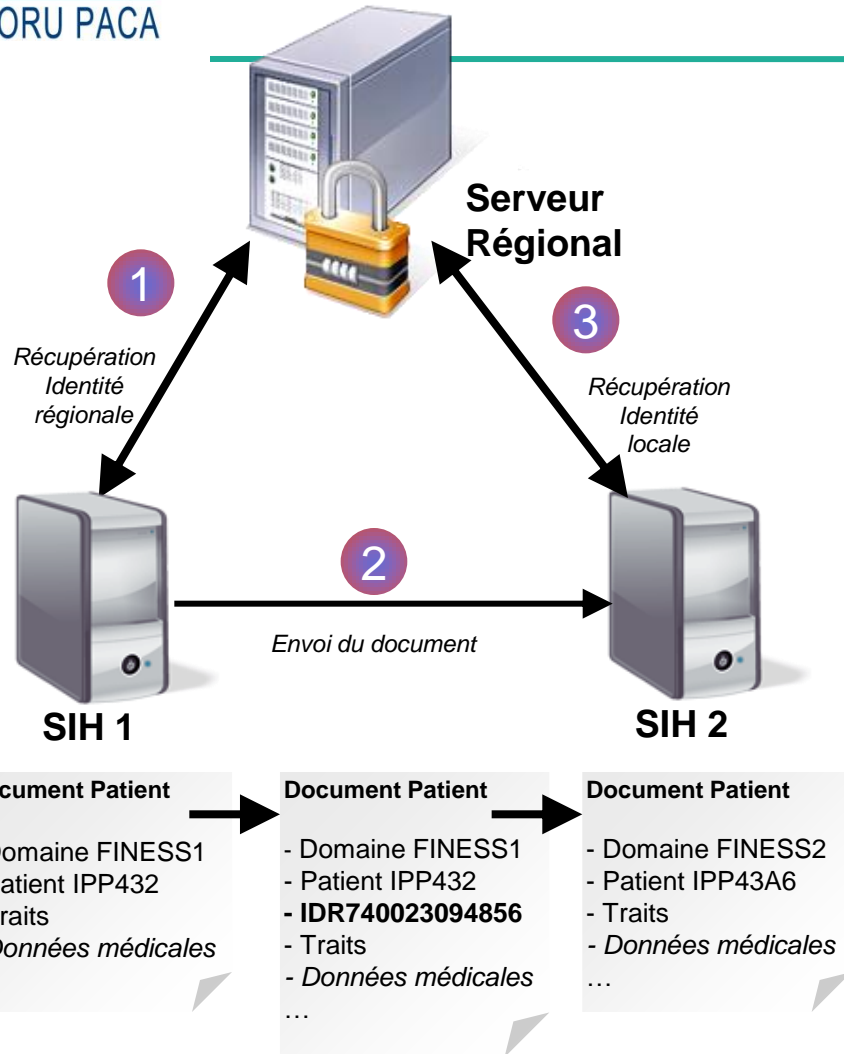 ORU PACA
Serveur
Régional
1
3
Récupération
Identité
régionale
Récupération
Identité
locale
2
Envoi du document
SIH 1
SIH 2
cument Patient
omaine FINESS1
atient IPP432
raits
Données médicales
Document Patient
- Domaine FINESS1
- Patient IPP432
- IDR740023094856
- Traits
- Données médicales
…
Document Patient
- Domaine FINESS2
- Patient IPP43A6
- Traits
- Données médicales
…